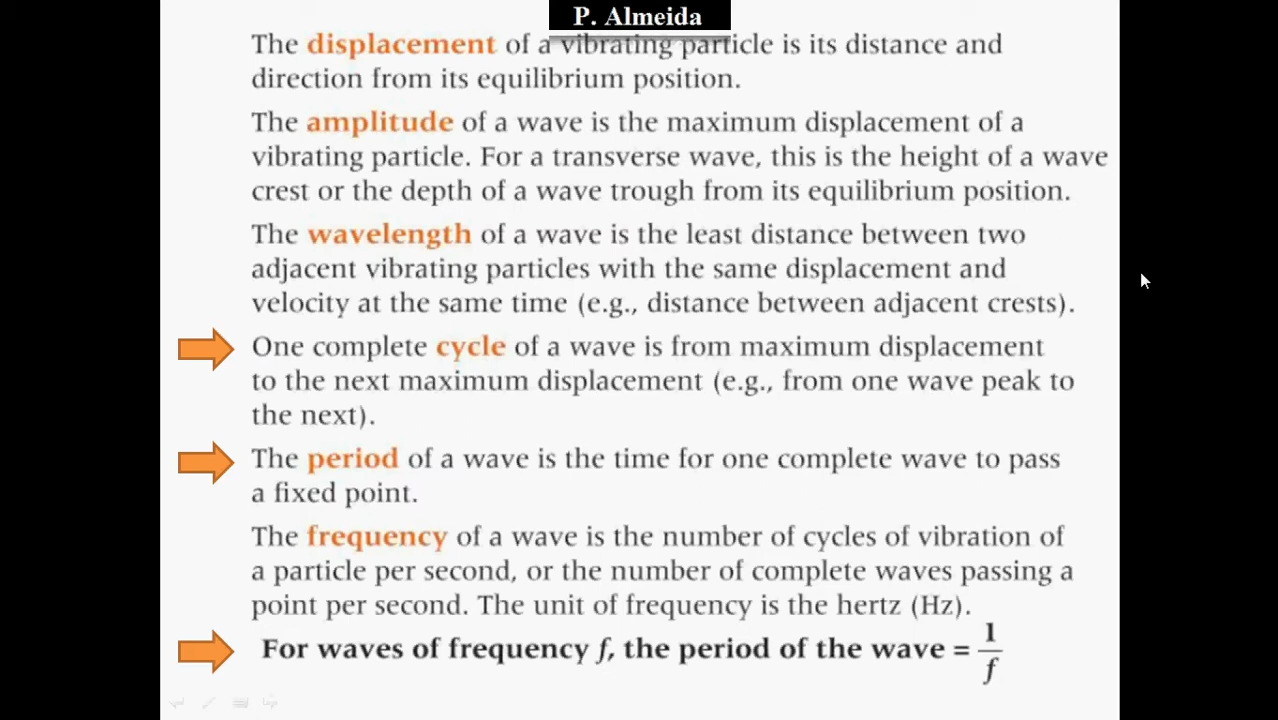 P. Almeida
The displacement of a vibrating particle is its distance and
direction from its equilibrium position.
The amplitude of a wave is the maximum displacement of a
vibrating particle. For a transverse wave, this is the height of a wave
crest or the depth of a wave trough from its equilibrium position.
The wavelength of a wave is the least distance between two
adjacent vibrating particles with the same displacement and
velocity at the same time (e.g., distance between adjacent crests).
One complete cycle of a wave is from maximum displacement
to the next maximum displacement (e.g., from one wave peak to
the next).
The period of a wave is the time for one complete wave to pass
a fixed point.
The frequency of a wave is the number of cycles of vibration of
a particle per second, or the number of complete waves passing a
point per second. The unit of frequency is the hertz (Hz).
For waves of frequency f, the period of the wave = 1/f